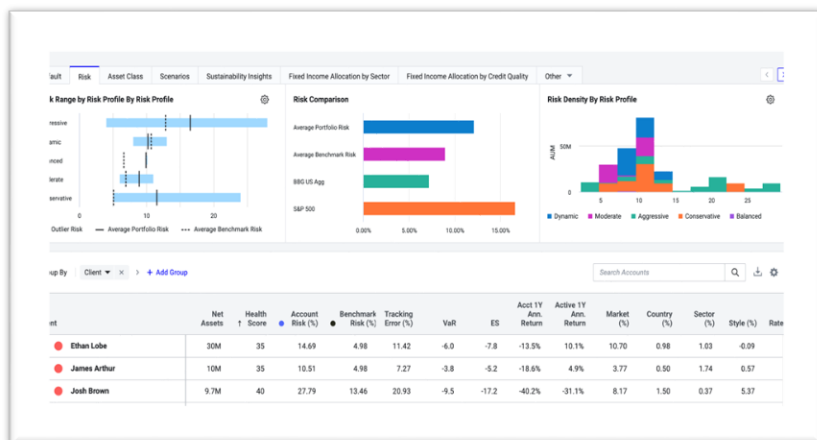 ault Risk Asset Class Scenarios Sustainability Insights Fixed Income Allocation by Sector Fixed Income Allocation by Credit Quality Other
k Range by Risk Profile By Risk Profile
ressive
amic
nced
lerate
servative
0 10 20
Outlier Risk Average Portfolio Risk Average Benchmark Risk
Risk Comparison
Average Portfolio Risk
Average Benchmark Risk
BBG US Agg
S&P 500
0.00% 5.00% 10.00% 15.00%
Risk Density By Risk Profile
AUM
50M
0
5 10 15 20 25
Dynamic Moderate Aggressive Conservative Balanced
up By Client × > + Add Group Search Accounts
ent Net Assets Health Score ↑ Account Risk (%) Benchmark Risk (%) Tracking Error (%) VaR ES Acct 1Y Ann. Return Active 1Y Ann. Return Market (%) Country (%) Sector (%) Style (%) Rate
Ethan Lobe 30M 35 14.69 4.98 11.42 -6.0 -7.8 -13.5% 10.1% 10.70 0.98 1.03 -0.09
James Arthur 10M 35 10.51 4.98 7.27 -3.8 -5.2 -18.6% 4.9% 3.77 0.50 1.74 0.57
Josh Brown 9.7M 40 27.79 13.46 20.93 -9.5 -17.2 -40.2% -31.1% 8.17 1.50 0.37 5.37